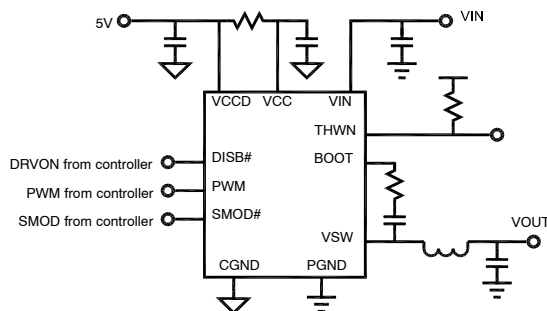 5V
VIN
VCCD VCC VIN
THWN
DRVON from controller DISB# BOOT
PWM from controller PWM
SMOD from controller SMOD#
VSW VOUT
CGND PGND